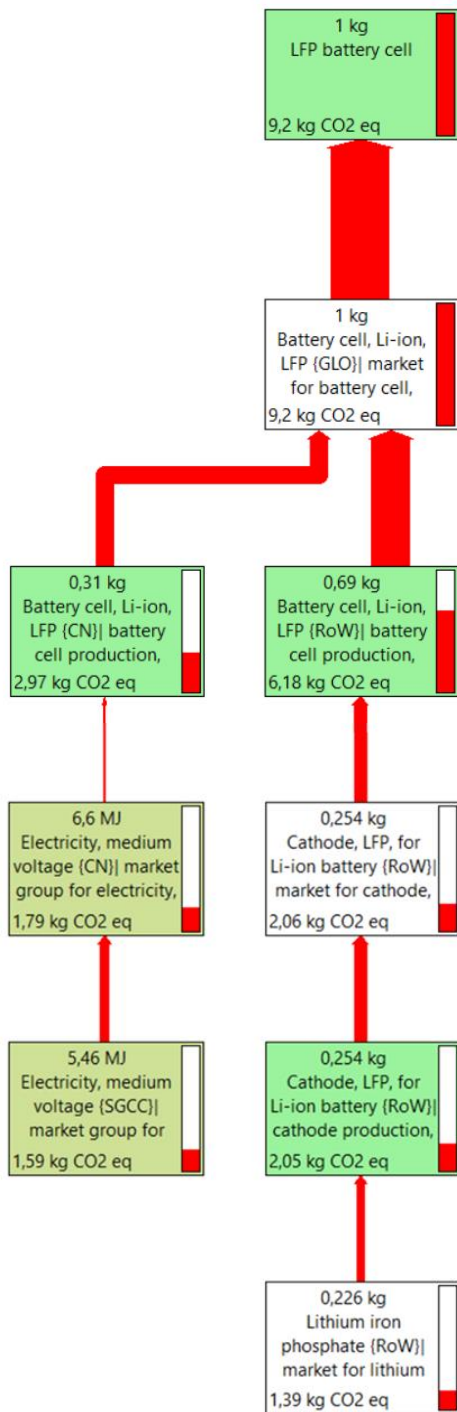 1 kg
LFP battery cell
9,2 kg CO2 eq
1 kg
Battery cell, Li-ion,
LFP {GLO}| market
for battery cell,
9,2 kg CO2 eq
0,31 kg
Battery cell, Li-ion,
LFP {CN}| battery
cell production,
2,97 kg CO2 eq
0,69 kg
Battery cell, Li-ion,
LFP {RoW}| battery
cell production,
6,18 kg CO2 eq
6,6 MJ
Electricity, medium
voltage {CN}| market
group for electricity,
1,79 kg CO2 eq
0,254 kg
Cathode, LFP, for
Li-ion battery {RoW}|
market for cathode,
2,06 kg CO2 eq
5,46 MJ
Electricity, medium
voltage {SGCC}|
market group for
1,59 kg CO2 eq
0,254 kg
Cathode, LFP, for
Li-ion battery {RoW}|
cathode production,
2,05 kg CO2 eq
0,226 kg
Lithium iron
phosphate {RoW}|
market for lithium
1,39 kg CO2 eq